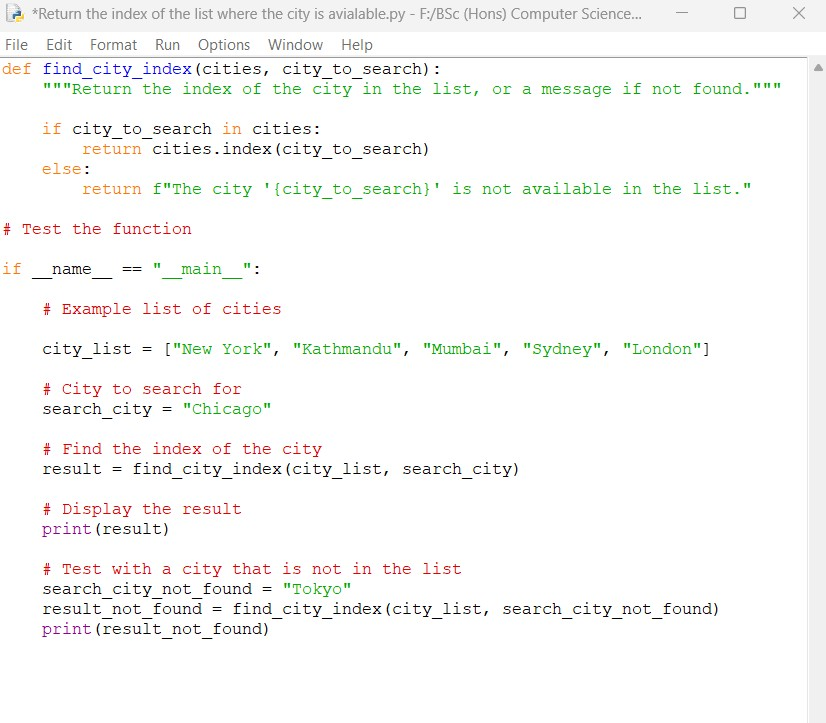 *Return the index of the list where the city is avialable.py - F:/BSc (Hons) Computer Science...
File Edit Format Run Options Window Help
def find_city_index(cities, city_to_search):
    """Return the index of the city in the list, or a message if not found."""

    if city_to_search in cities:
        return cities.index(city_to_search)
    else:
        return f"The city '{city_to_search}' is not available in the list."

# Test the function

if __name__ == "__main__":

    # Example list of cities

    city_list = ["New York", "Kathmandu", "Mumbai", "Sydney", "London"]

    # City to search for
    search_city = "Chicago"

    # Find the index of the city
    result = find_city_index(city_list, search_city)

    # Display the result
    print(result)

    # Test with a city that is not in the list
    search_city_not_found = "Tokyo"
    result_not_found = find_city_index(city_list, search_city_not_found)
    print(result_not_found)